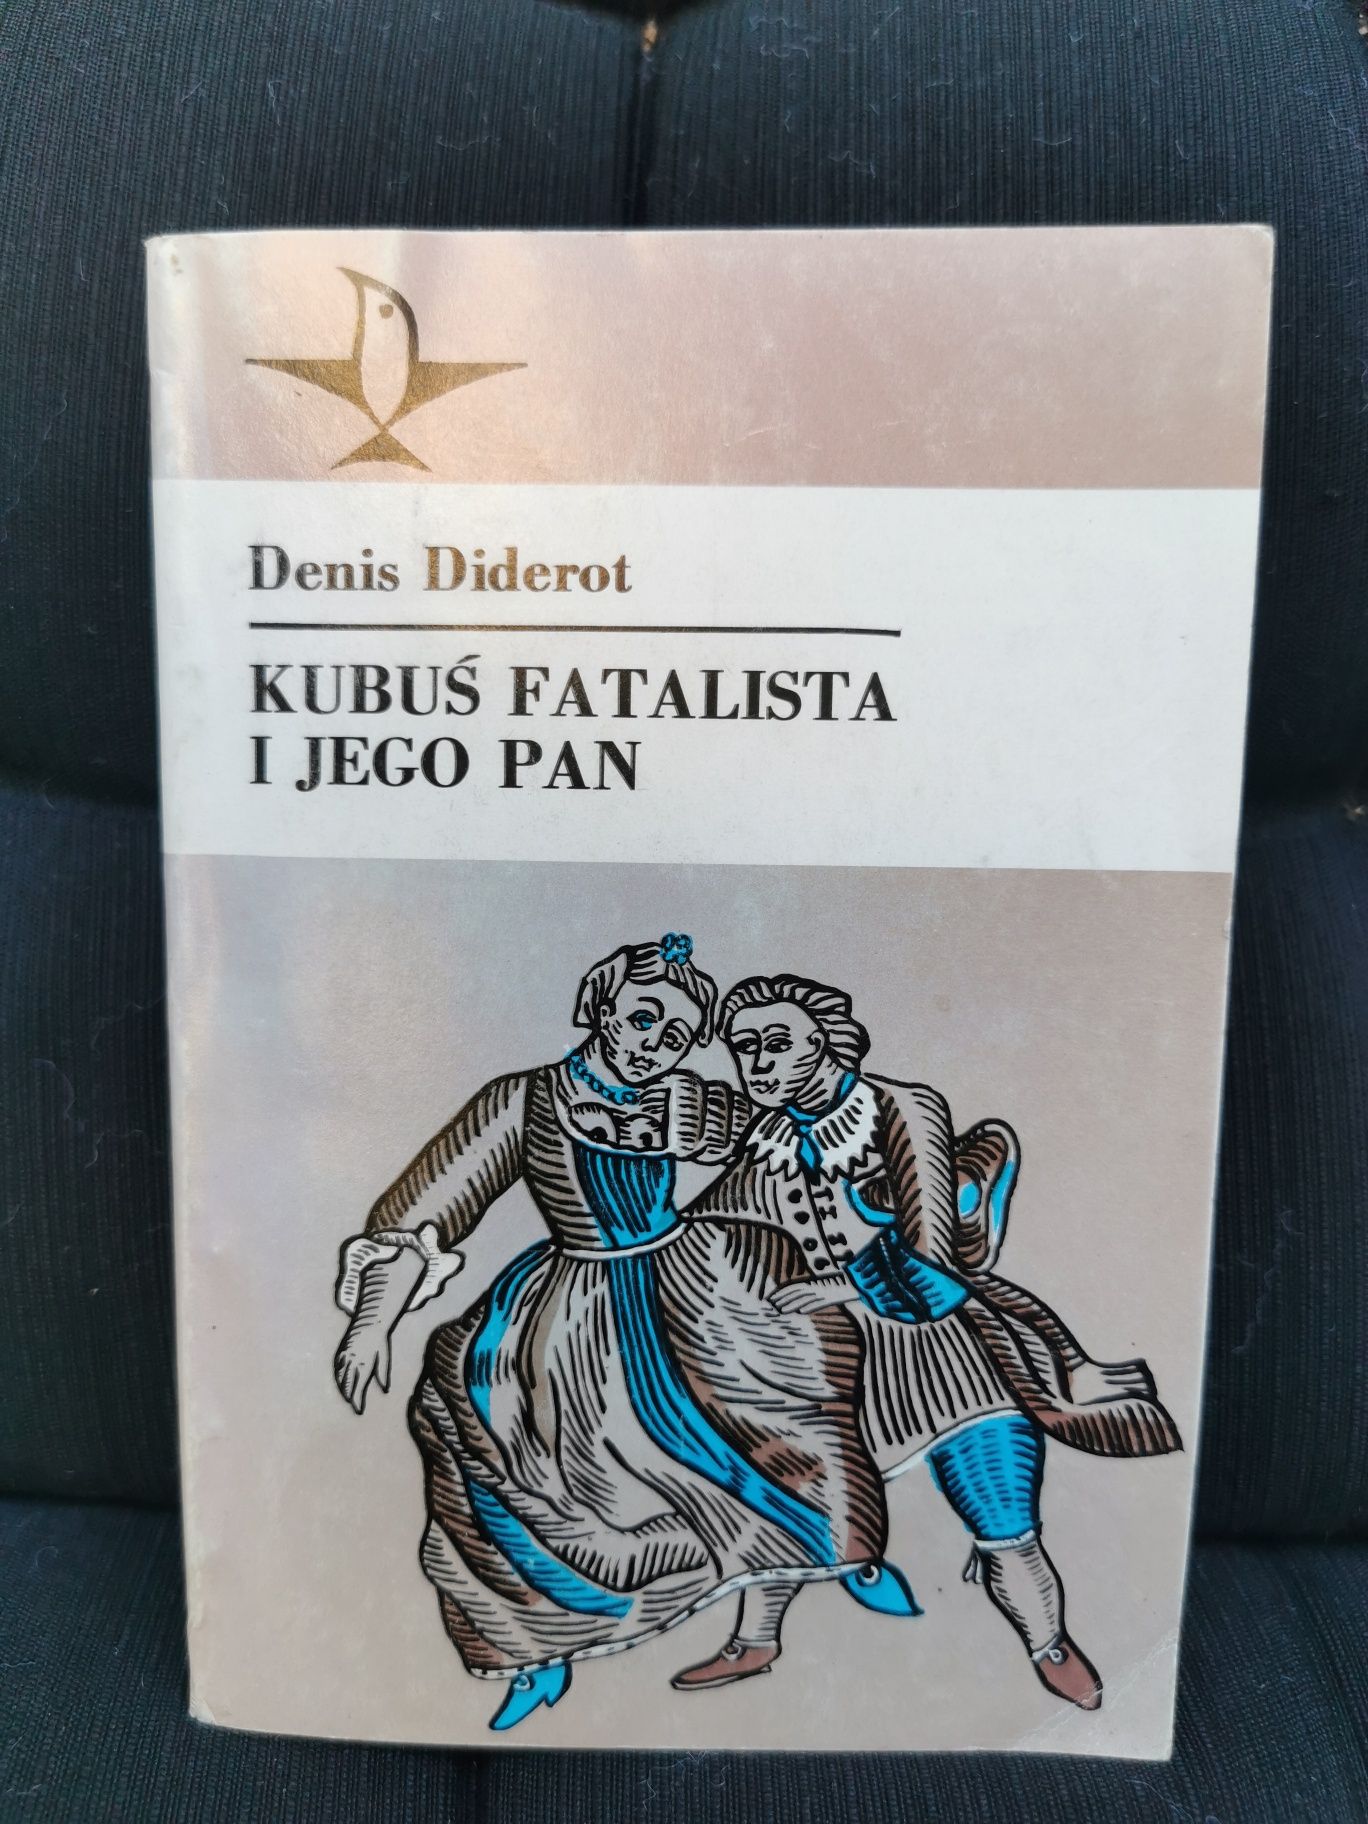 Denis Diderot
KUBUŚ FATALISTA
I JEGO PAN